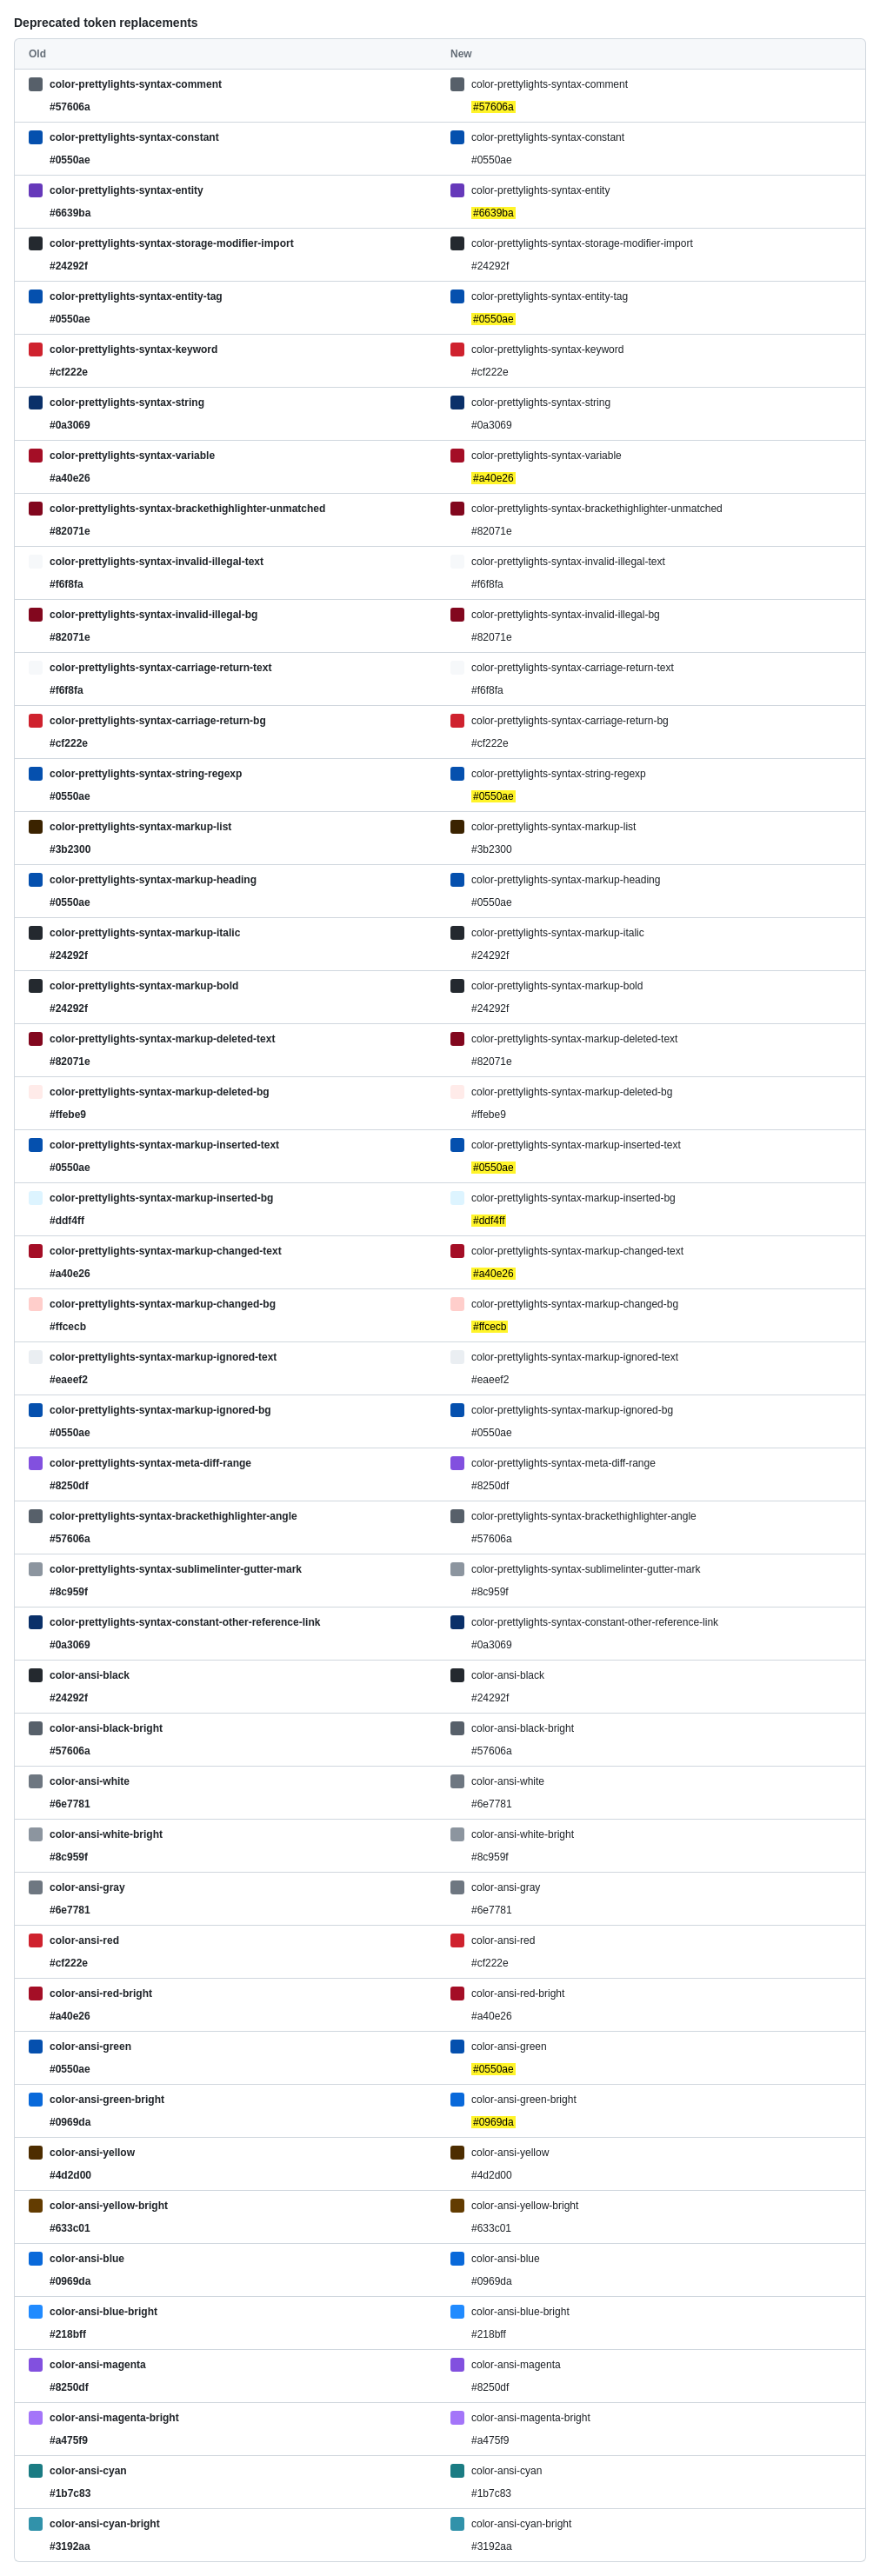 Deprecated token replacements
Old New
color-prettylights-syntax-comment color-prettylights-syntax-comment
#57606a #57606a
color-prettylights-syntax-constant color-prettylights-syntax-constant
#0550ae #0550ae
color-prettylights-syntax-entity color-prettylights-syntax-entity
#6639ba #6639ba
color-prettylights-syntax-storage-modifier-import color-prettylights-syntax-storage-modifier-import
#24292f #24292f
color-prettylights-syntax-entity-tag color-prettylights-syntax-entity-tag
#0550ae #0550ae
color-prettylights-syntax-keyword color-prettylights-syntax-keyword
#cf222e #cf222e
color-prettylights-syntax-string color-prettylights-syntax-string
#0a3069 #0a3069
color-prettylights-syntax-variable color-prettylights-syntax-variable
#a40e26 #a40e26
color-prettylights-syntax-brackethighlighter-unmatched color-prettylights-syntax-brackethighlighter-unmatched
#82071e #82071e
color-prettylights-syntax-invalid-illegal-text color-prettylights-syntax-invalid-illegal-text
#f6f8fa #f6f8fa
color-prettylights-syntax-invalid-illegal-bg color-prettylights-syntax-invalid-illegal-bg
#82071e #82071e
color-prettylights-syntax-carriage-return-text color-prettylights-syntax-carriage-return-text
#f6f8fa #f6f8fa
color-prettylights-syntax-carriage-return-bg color-prettylights-syntax-carriage-return-bg
#cf222e #cf222e
color-prettylights-syntax-string-regexp color-prettylights-syntax-string-regexp
#0550ae #0550ae
color-prettylights-syntax-markup-list color-prettylights-syntax-markup-list
#3b2300 #3b2300
color-prettylights-syntax-markup-heading color-prettylights-syntax-markup-heading
#0550ae #0550ae
color-prettylights-syntax-markup-italic color-prettylights-syntax-markup-italic
#24292f #24292f
color-prettylights-syntax-markup-bold color-prettylights-syntax-markup-bold
#24292f #24292f
color-prettylights-syntax-markup-deleted-text color-prettylights-syntax-markup-deleted-text
#82071e #82071e
color-prettylights-syntax-markup-deleted-bg color-prettylights-syntax-markup-deleted-bg
#ffebe9 #ffebe9
color-prettylights-syntax-markup-inserted-text color-prettylights-syntax-markup-inserted-text
#0550ae #0550ae
color-prettylights-syntax-markup-inserted-bg color-prettylights-syntax-markup-inserted-bg
#ddf4ff #ddf4ff
color-prettylights-syntax-markup-changed-text color-prettylights-syntax-markup-changed-text
#a40e26 #a40e26
color-prettylights-syntax-markup-changed-bg color-prettylights-syntax-markup-changed-bg
#ffcecb #ffcecb
color-prettylights-syntax-markup-ignored-text color-prettylights-syntax-markup-ignored-text
#eaeef2 #eaeef2
color-prettylights-syntax-markup-ignored-bg color-prettylights-syntax-markup-ignored-bg
#0550ae #0550ae
color-prettylights-syntax-meta-diff-range color-prettylights-syntax-meta-diff-range
#8250df #8250df
color-prettylights-syntax-brackethighlighter-angle color-prettylights-syntax-brackethighlighter-angle
#57606a #57606a
color-prettylights-syntax-sublimelinter-gutter-mark color-prettylights-syntax-sublimelinter-gutter-mark
#8c959f #8c959f
color-prettylights-syntax-constant-other-reference-link color-prettylights-syntax-constant-other-reference-link
#0a3069 #0a3069
color-ansi-black color-ansi-black
#24292f #24292f
color-ansi-black-bright color-ansi-black-bright
#57606a #57606a
color-ansi-white color-ansi-white
#6e7781 #6e7781
color-ansi-white-bright color-ansi-white-bright
#8c959f #8c959f
color-ansi-gray color-ansi-gray
#6e7781 #6e7781
color-ansi-red color-ansi-red
#cf222e #cf222e
color-ansi-red-bright color-ansi-red-bright
#a40e26 #a40e26
color-ansi-green color-ansi-green
#0550ae #0550ae
color-ansi-green-bright color-ansi-green-bright
#0969da #0969da
color-ansi-yellow color-ansi-yellow
#4d2d00 #4d2d00
color-ansi-yellow-bright color-ansi-yellow-bright
#633c01 #633c01
color-ansi-blue color-ansi-blue
#0969da #0969da
color-ansi-blue-bright color-ansi-blue-bright
#218bff #218bff
color-ansi-magenta color-ansi-magenta
#8250df #8250df
color-ansi-magenta-bright color-ansi-magenta-bright
#a475f9 #a475f9
color-ansi-cyan color-ansi-cyan
#1b7c83 #1b7c83
color-ansi-cyan-bright color-ansi-cyan-bright
#3192aa #3192aa